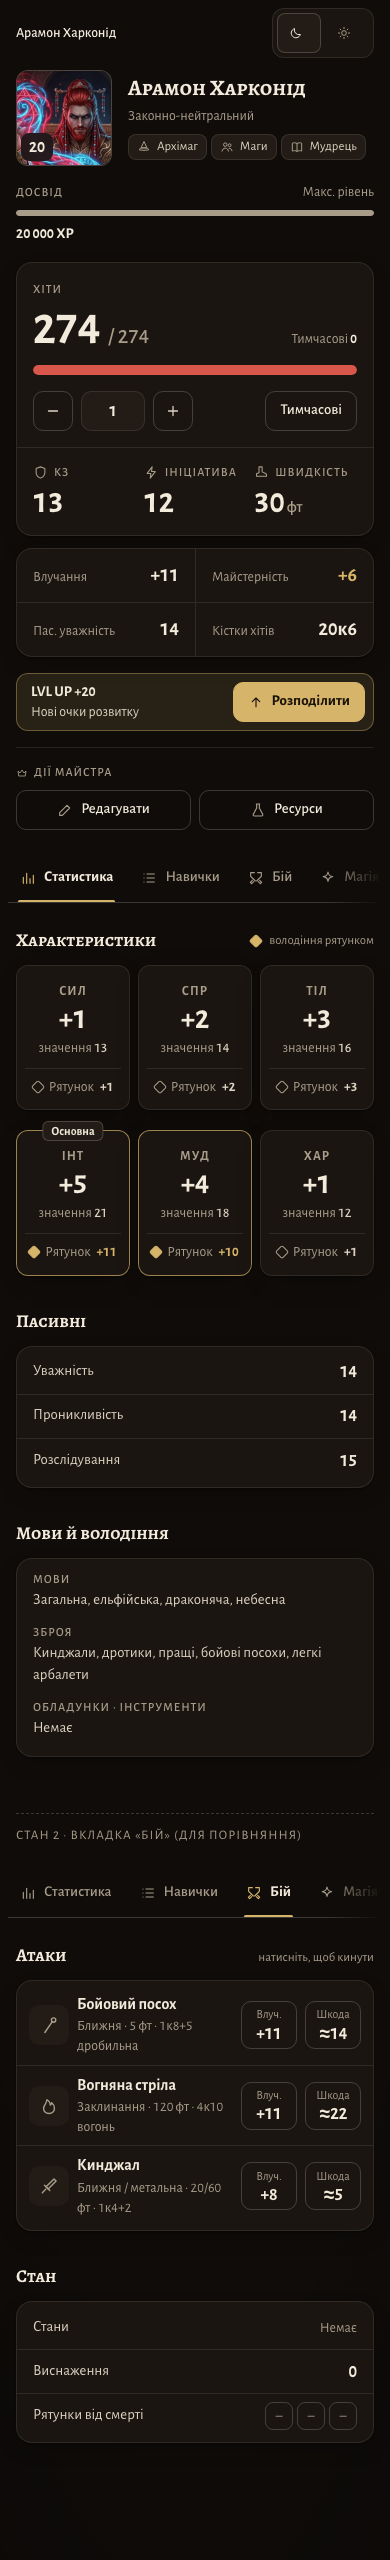 Арамон Харконід
Арамон Харконід
Законно-нейтральний
20
Архімаг
Маги
Мудрець
ДОСВІД
Макс. рівень
20 000 XP
ХІТИ
274 / 274
Тимчасові 0
− 1 +
Тимчасові
КЗ
ІНІЦІАТИВА
ШВИДКІСТЬ
13
12
30 фт
Влучання +11
Майстерність +6
Пас. уважність 14
Кістки хітів 20к6
LVL UP +20
Нові очки розвитку
Розподілити
ДІЇ МАЙСТРА
Редагувати
Ресурси
Статистика
Навички
Бій
Магія
Характеристики
володіння рятунком
СИЛ
+1
значення 13
Рятунок +1
СПР
+2
значення 14
Рятунок +2
ТІЛ
+3
значення 16
Рятунок +3
Основна
ІНТ
+5
значення 21
Рятунок +11
МУД
+4
значення 18
Рятунок +10
ХАР
+1
значення 12
Рятунок +1
Пасивні
Уважність 14
Проникливість 14
Розслідування 15
Мови й володіння
МОВИ
Загальна, ельфійська, драконяча, небесна
ЗБРОЯ
Кинджали, дротики, пращі, бойові посохи, легкі
арбалети
ОБЛАДУНКИ · ІНСТРУМЕНТИ
Немає
СТАН 2 · ВКЛАДКА «БІЙ» (ДЛЯ ПОРІВНЯННЯ)
Статистика
Навички
Бій
Магія
Атаки
натисніть, щоб кинути
Бойовий посох
Ближня · 5 фт · 1к8+5
дробильна
Влуч.
+11
Шкода
≈14
Вогняна стріла
Заклинання · 120 фт · 4к10
вогонь
Влуч.
+11
Шкода
≈22
Кинджал
Ближня / метальна · 20/60
фт · 1к4+2
Влуч.
+8
Шкода
≈5
Стан
Стани Немає
Виснаження 0
Рятунки від смерті – – –